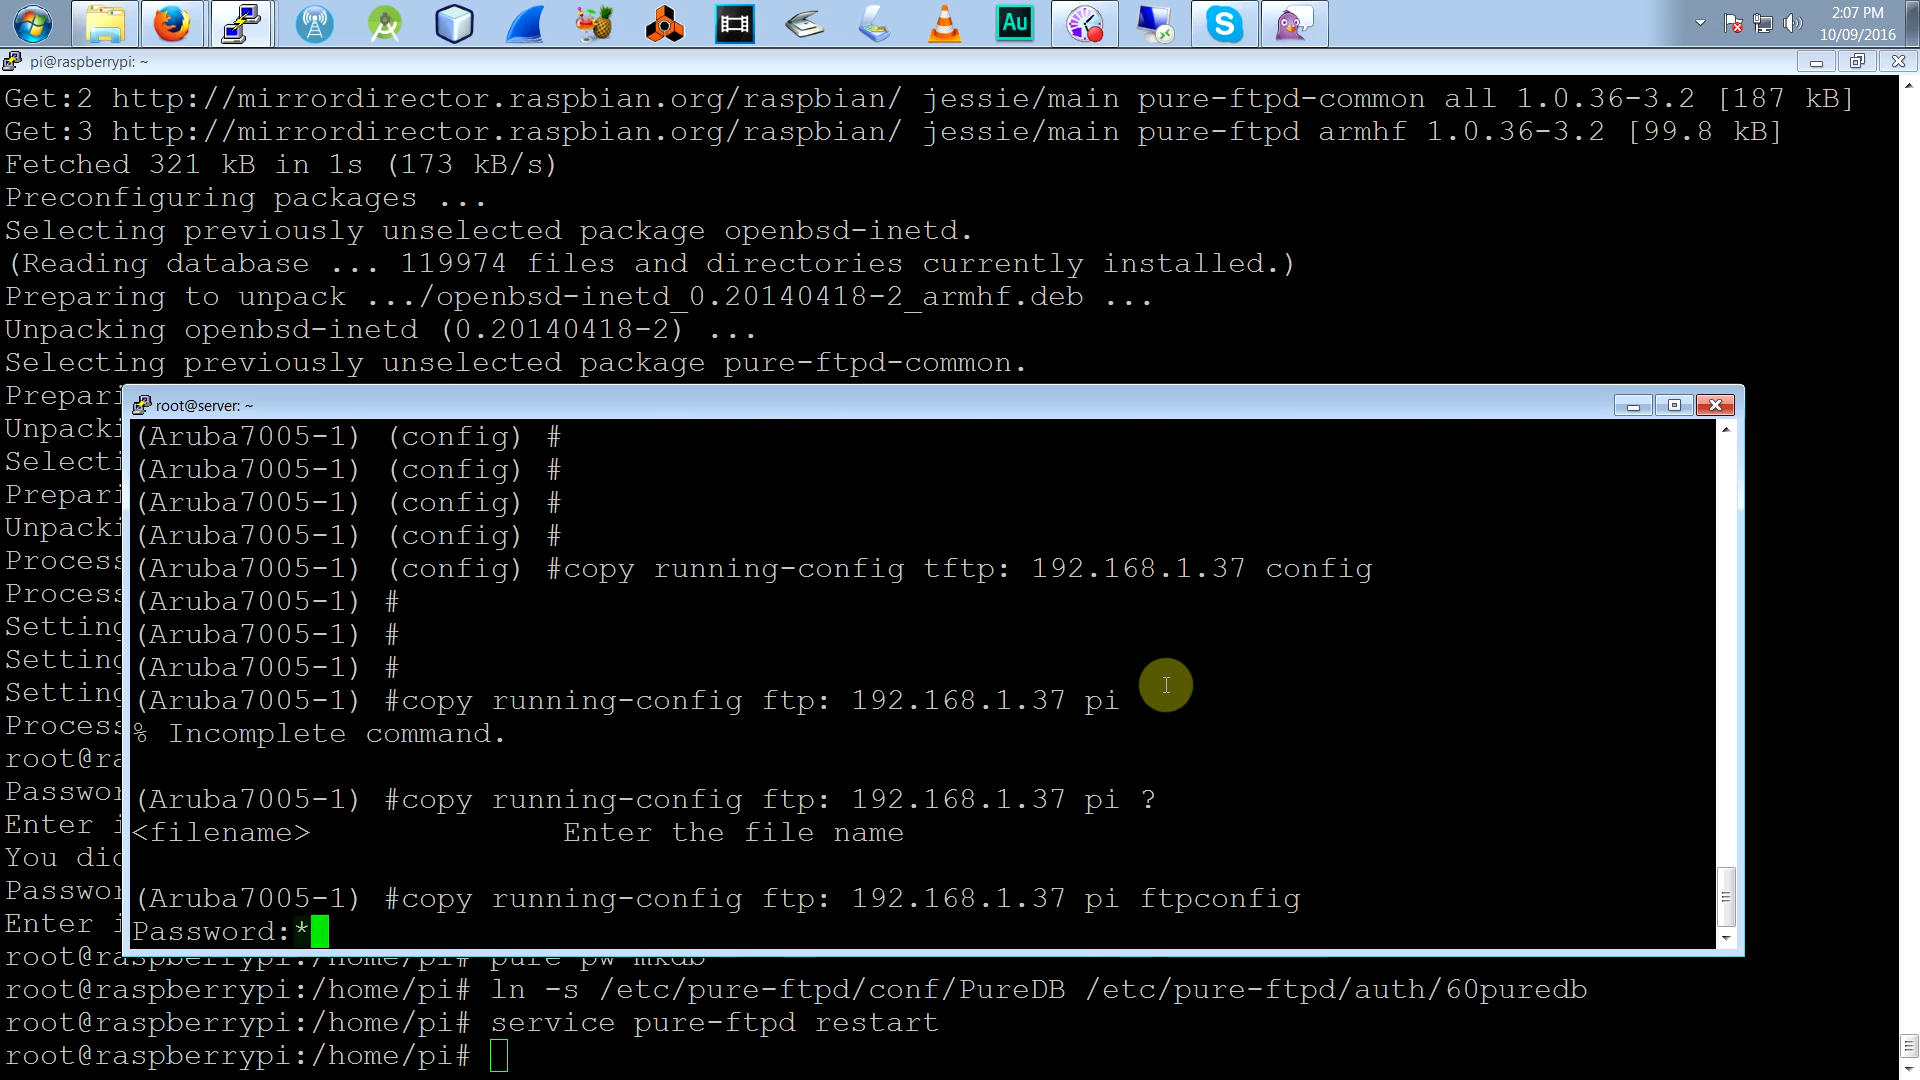 2:07 PM
10/09/2016
Au
pi@raspberrypi: ~
Get:2 http://mirrordirector.raspbian.org/raspbian/ jessie/main pure-ftpd-common all 1.0.36-3.2 [187 kB]
Get:3 http://mirrordirector.raspbian.org/raspbian/ jessie/main pure-ftpd armhf 1.0.36-3.2 [99.8 kB]
Fetched 321 kB in 1s (173 kB/s)
Preconfiguring packages ...
Selecting previously unselected package openbsd-inetd.
(Reading database ... 119974 files and directories currently installed.)
Preparing to unpack .../openbsd-inetd_0.20140418-2_armhf.deb ...
Unpacking openbsd-inetd (0.20140418-2) ...
Selecting previously unselected package pure-ftpd-common.
Prepari
Unpacki
Selecti
Prepari
Unpacki
Process
Process
Setting
Setting
Setting
Process
root@ra
Passwor
Enter i
You did
Passwor
Enter i
root@server: ~
(Aruba7005-1) (config) #
(Aruba7005-1) (config) #
(Aruba7005-1) (config) #
(Aruba7005-1) (config) #
(Aruba7005-1) (config) #copy running-config tftp: 192.168.1.37 config
(Aruba7005-1) #
(Aruba7005-1) #
(Aruba7005-1) #
(Aruba7005-1) #copy running-config ftp: 192.168.1.37 pi
% Incomplete command.
(Aruba7005-1) #copy running-config ftp: 192.168.1.37 pi ?
<filename> Enter the file name
(Aruba7005-1) #copy running-config ftp: 192.168.1.37 pi ftpconfig
Password:*
root@raspberrypi:/home/pi# pure-pw mkdb
root@raspberrypi:/home/pi# ln -s /etc/pure-ftpd/conf/PureDB /etc/pure-ftpd/auth/60puredb
root@raspberrypi:/home/pi# service pure-ftpd restart
root@raspberrypi:/home/pi#